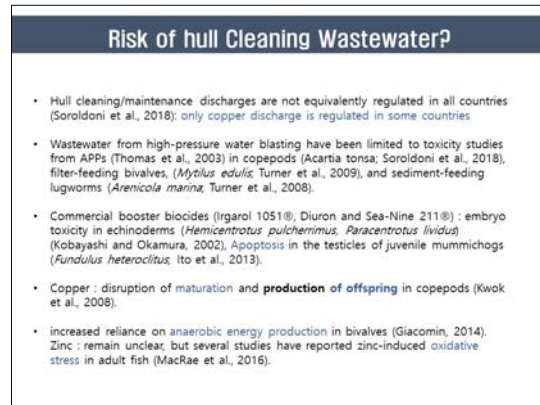 Risk of hull Cleaning Wastewater?
• Hull cleaning/maintenance discharges are not equivalently regulated in all countries
(Soroldoni et al., 2018): only copper discharge is regulated in some countries
• Wastewater from high-pressure water blasting have been limited to toxicity studies
from APPs (Thomas et al., 2003) in copepods (Acartia tonsa; Soroldoni et al., 2018),
filter-feeding bivalves, (Mytilus edulis; Turner et al., 2009), and sediment-feeding
lugworms (Arenicola marina; Turner et al., 2008).
• Commercial booster biocides (Irgarol 1051®, Diuron and Sea-Nine 211®) : embryo
toxicity in echinoderms (Hemicentrotus pulcherrimus, Paracentrotus lividus)
(Kobayashi and Okamura, 2002), Apoptosis in the testicles of juvenile mummichogs
(Fundulus heteroclitus; Ito et al., 2013).
• Copper : disruption of maturation and production of offspring in copepods (Kwok
et al., 2008).
• increased reliance on anaerobic energy production in bivalves (Giacomin, 2014).
Zinc : remain unclear, but several studies have reported zinc-induced oxidative
stress in adult fish (MacRae et al., 2016).